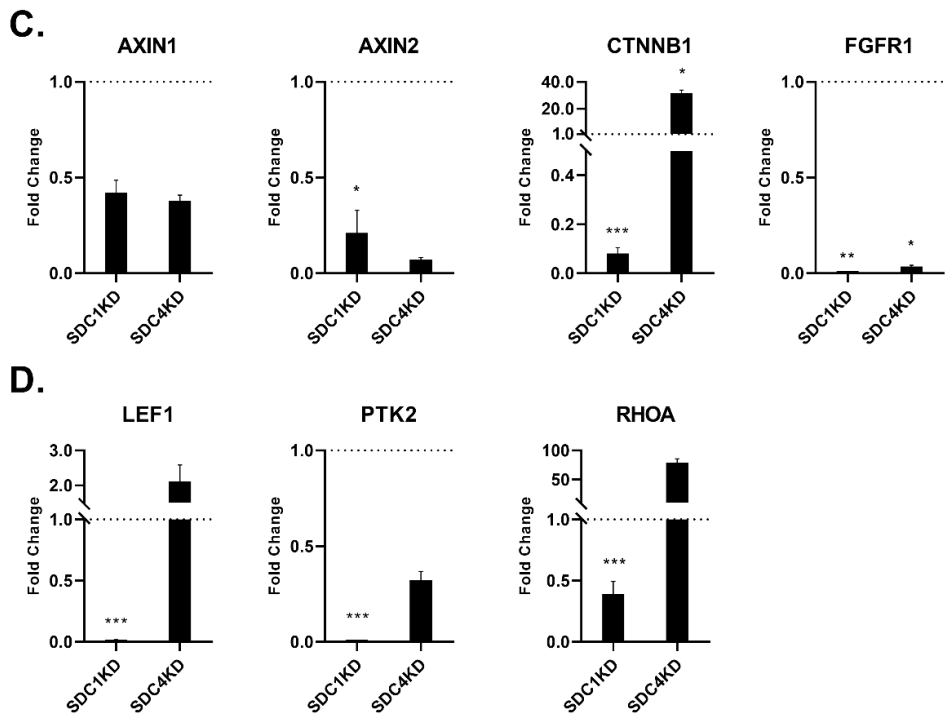 C.
AXIN1
AXIN2
CTNNB1
FGFR1
Fold Change
1.0
0.5
0.0
SDC1KD
SDC4KD
Fold Change
1.0
0.5
0.0
*
SDC1KD
SDC4KD
Fold Change
40.0
20.0
1.0
0.4
0.2
0.0
***
*
SDC1KD
SDC4KD
Fold Change
1.0
0.5
0.0
**
*
SDC1KD
SDC4KD
D.
LEF1
PTK2
RHOA
Fold Change
3.0
2.0
1.0
0.5
0.0
***
SDC1KD
SDC4KD
Fold Change
1.0
0.5
0.0
***
SDC1KD
SDC4KD
Fold Change
100
50
1.0
0.5
0.0
***
SDC1KD
SDC4KD